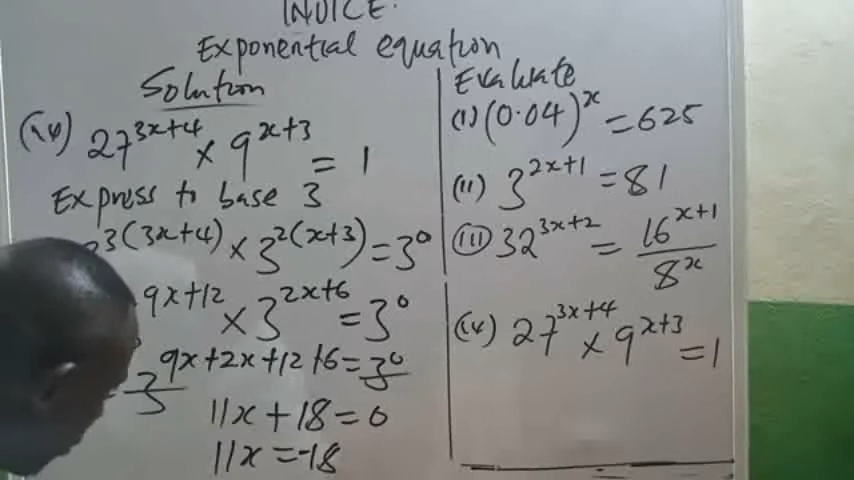 INDICE.
Exponential equation
Solution
(iv) 27^{3x+4} × 9^{x+3} = 1
Express to base 3
3^{3(3x+4)} × 3^{2(x+3)} = 3^0
9x+12 × 3^{2x+6} = 3^0
3^{9x+2x+12+6} = 3^0
11x + 18 = 0
11x = -18
Evaluate
(i) (0.04)^x = 625
(ii) 3^{2x+1} = 81
(iii) 32^{3x+2} = 16^{x+1} / 8^x
(iv) 27^{3x+4} × 9^{x+3} = 1